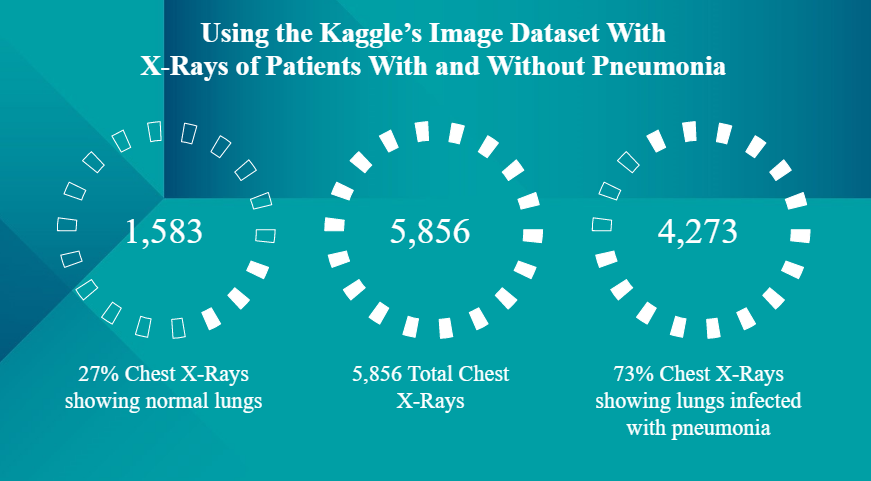 Using the Kaggle's Image Dataset With
X-Rays of Patients With and Without Pneumonia
1,583
5,856
4,273
27% Chest X-Rays
showing normal lungs
5,856 Total Chest
X-Rays
73% Chest X-Rays
showing lungs infected
with pneumonia